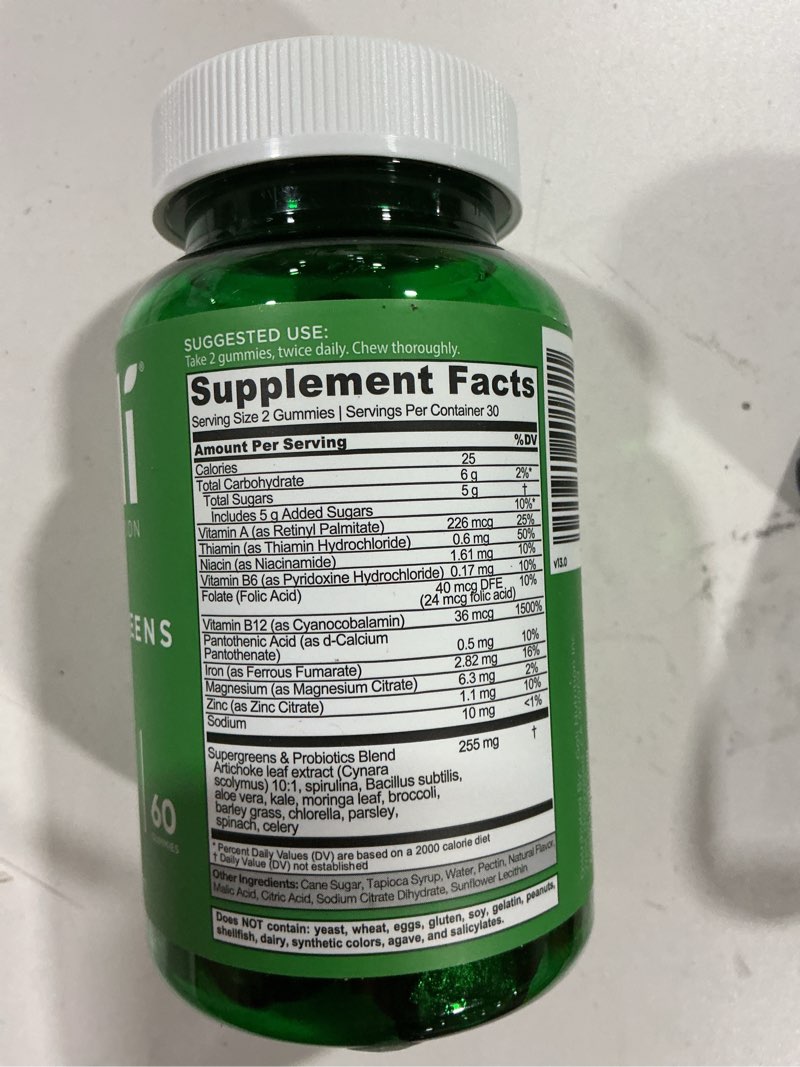 SUGGESTED USE:
Take 2 gummies, twice daily. Chew thoroughly.
Supplement Facts
Serving Size 2 Gummies | Servings Per Container 30
Amount Per Serving %DV
Calories 25
Total Carbohydrate 6 g 2%*
Total Sugars 5 g †
Includes 5 g Added Sugars 10%*
Vitamin A (as Retinyl Palmitate) 226 mcg 25%
Thiamin (as Thiamin Hydrochloride) 0.6 mg 50%
Niacin (as Niacinamide) 1.61 mg 10%
Vitamin B6 (as Pyridoxine Hydrochloride) 0.17 mg 10%
Folate (Folic Acid) 40 mcg DFE 10%
(24 mcg folic acid)
Vitamin B12 (as Cyanocobalamin) 36 mcg 1500%
Pantothenic Acid (as d-Calcium
Pantothenate) 0.5 mg 10%
Iron (as Ferrous Fumarate) 2.82 mg 16%
Magnesium (as Magnesium Citrate) 6.3 mg 2%
Zinc (as Zinc Citrate) 1.1 mg 10%
Sodium 10 mg <1%
Supergreens & Probiotics Blend 255 mg †
Artichoke leaf extract (Cynara
scolymus) 10:1, spirulina, Bacillus subtilis,
aloe vera, kale, moringa leaf, broccoli,
barley grass, chlorella, parsley,
spinach, celery
* Percent Daily Values (DV) are based on a 2000 calorie diet
† Daily Value (DV) not established
Other Ingredients: Cane Sugar, Tapioca Syrup, Water, Pectin, Natural Flavor,
Malic Acid, Citric Acid, Sodium Citrate Dihydrate, Sunflower Lecithin
Does NOT contain: yeast, wheat, eggs, gluten, soy, gelatin, peanuts,
shellfish, dairy, synthetic colors, agave, and salicylates.
V13.0
60